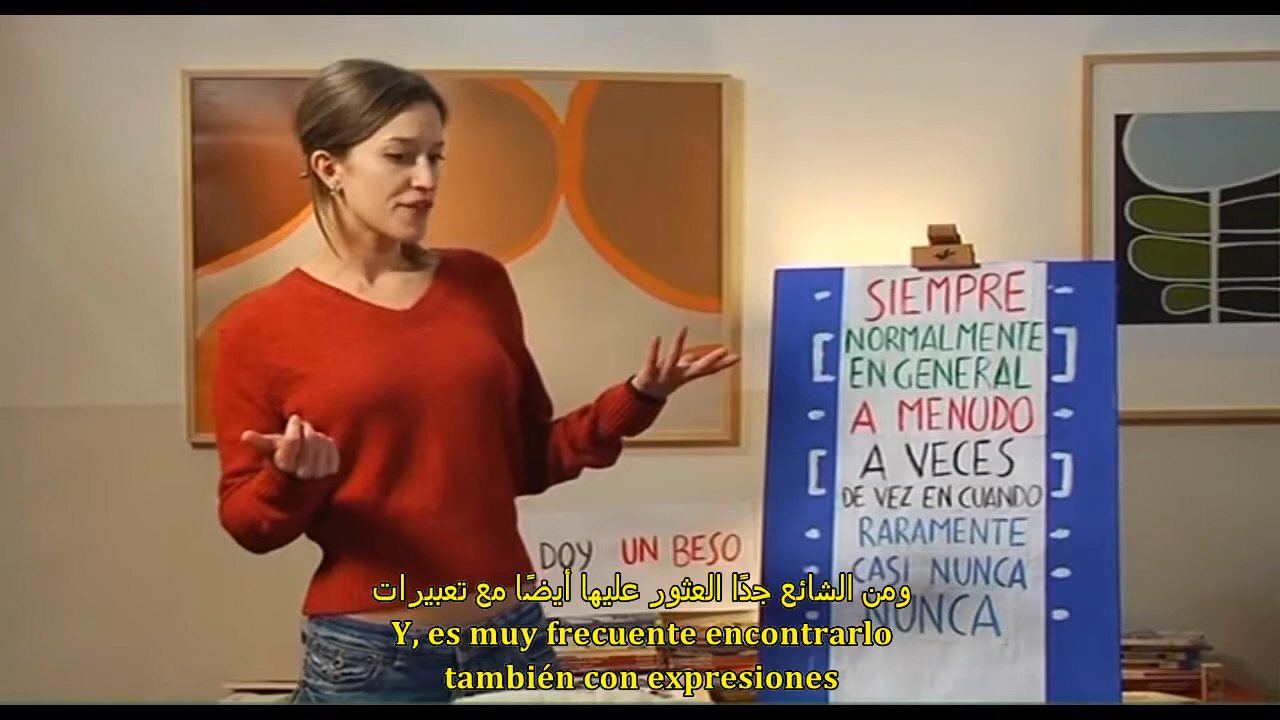 SIEMPRE
NORMALMENTE
EN GENERAL
A MENUDO
A VECES
DE VEZ EN CUANDO
RARAMENTE
CASI NUNCA
NUNCA
DOY UN BESO
ومن الشائع جدًا العثور عليها أيضًا مع تعبيرات
Y, es muy frecuente encontrarlo
también con expresiones